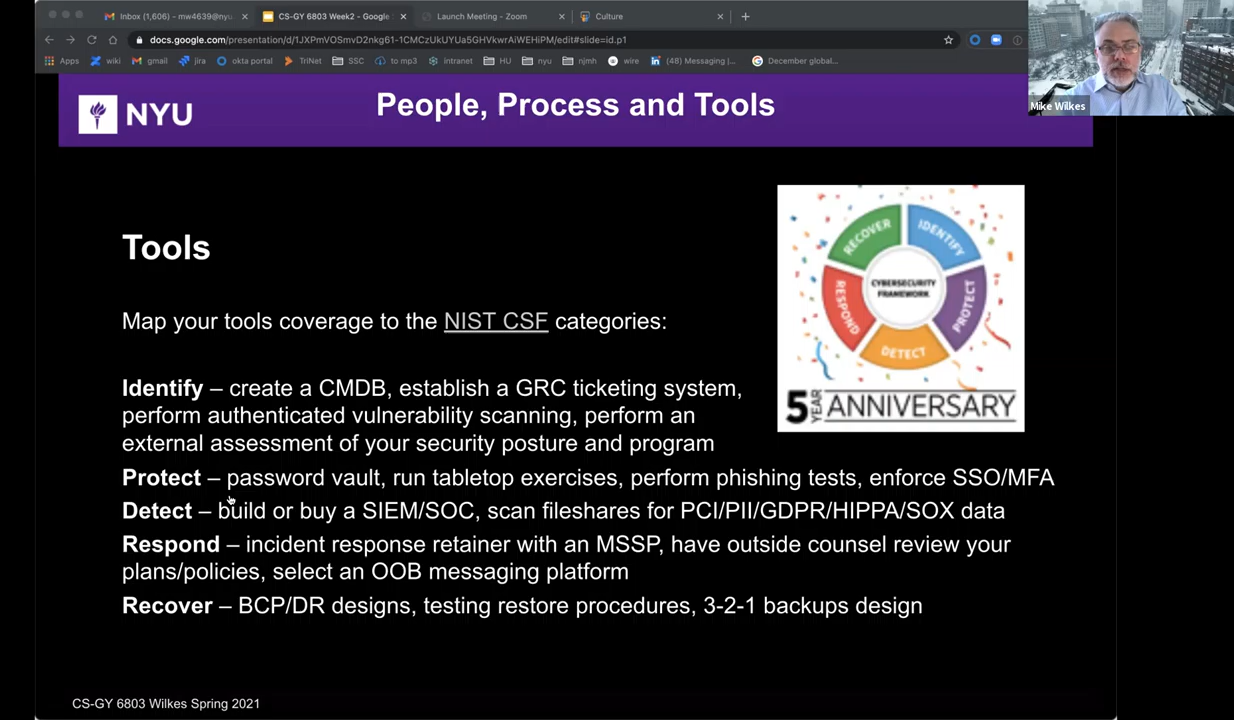 Inbox (1,606) - mw4639@nyu.
CS-GY 6803 Week2 - Google
Launch Meeting - Zoom
Culture
docs.google.com/presentation/d/1JXPmVOSmvD2nkg61-1CMCzUkUYUa5GHVkwrAiWEHiPM/edit#slide=id.p1
Apps wiki gmail jira okta portal TriNet SSC to mp3 intranet HU nyu njmh wire (48) Messaging |... December global...
Mike Wilkes
NYU
People, Process and Tools
Tools
Map your tools coverage to the NIST CSF categories:
RECOVER
IDENTIFY
PROTECT
DETECT
RESPOND
CYBERSECURITY
FRAMEWORK
5 YEAR ANNIVERSARY
Identify – create a CMDB, establish a GRC ticketing system,
perform authenticated vulnerability scanning, perform an
external assessment of your security posture and program
Protect – password vault, run tabletop exercises, perform phishing tests, enforce SSO/MFA
Detect – build or buy a SIEM/SOC, scan fileshares for PCI/PII/GDPR/HIPPA/SOX data
Respond – incident response retainer with an MSSP, have outside counsel review your
plans/policies, select an OOB messaging platform
Recover – BCP/DR designs, testing restore procedures, 3-2-1 backups design
CS-GY 6803 Wilkes Spring 2021